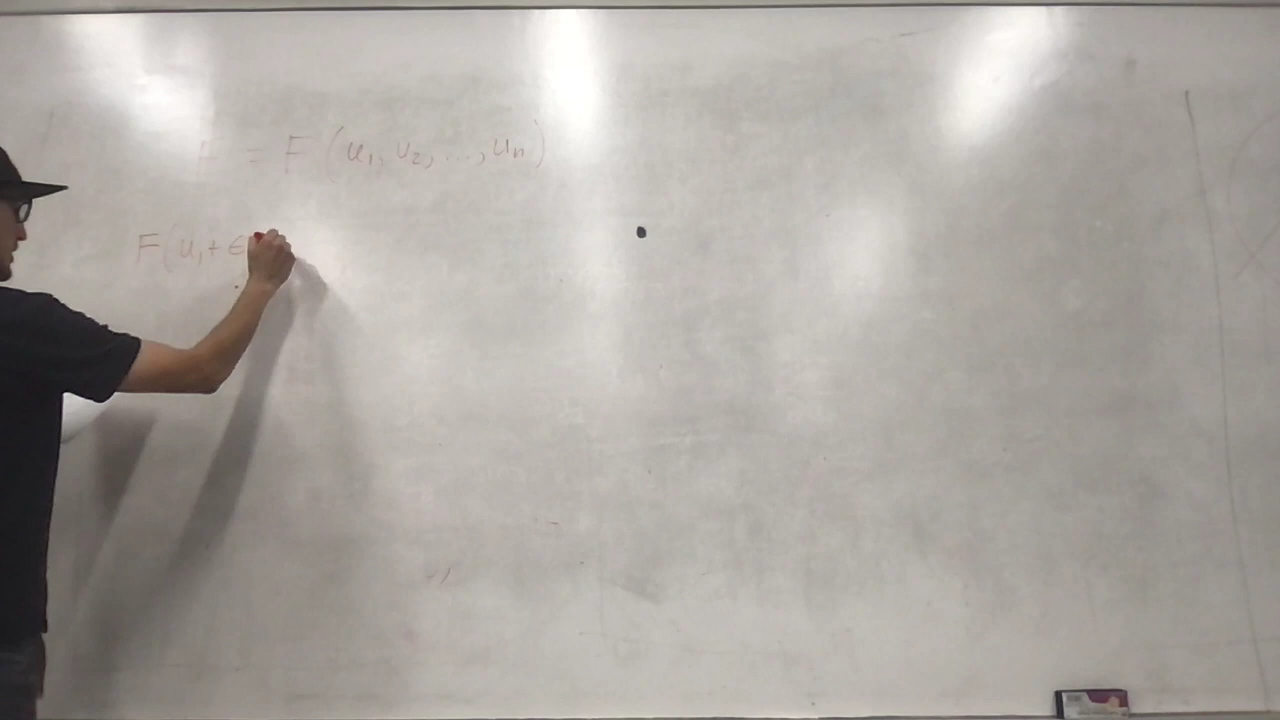 F = F (u₁, u₂, ..., uₙ)
F(u₁ + ϵ